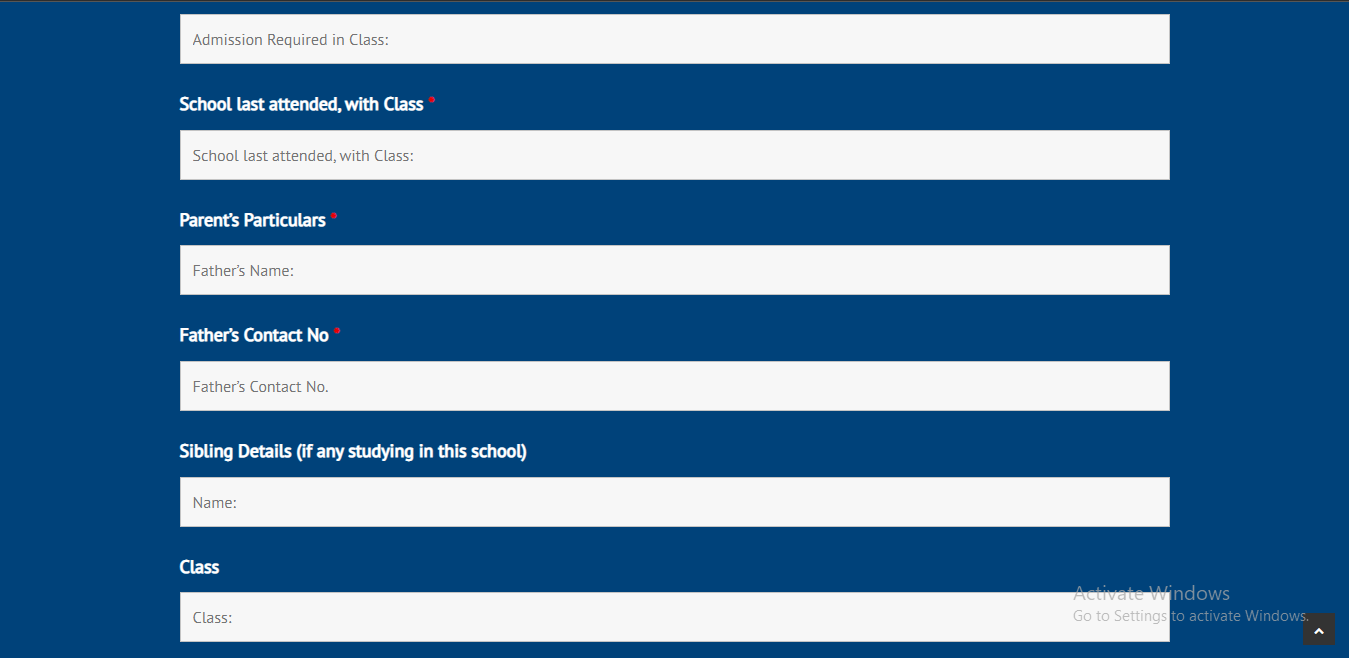 Admission Required in Class:
School last attended, with Class *
School last attended, with Class:
Parent's Particulars *
Father's Name:
Father's Contact No *
Father's Contact No.
Sibling Details (if any studying in this school)
Name:
Class
Class:
Activate Windows
Go to Settings to activate Windows.